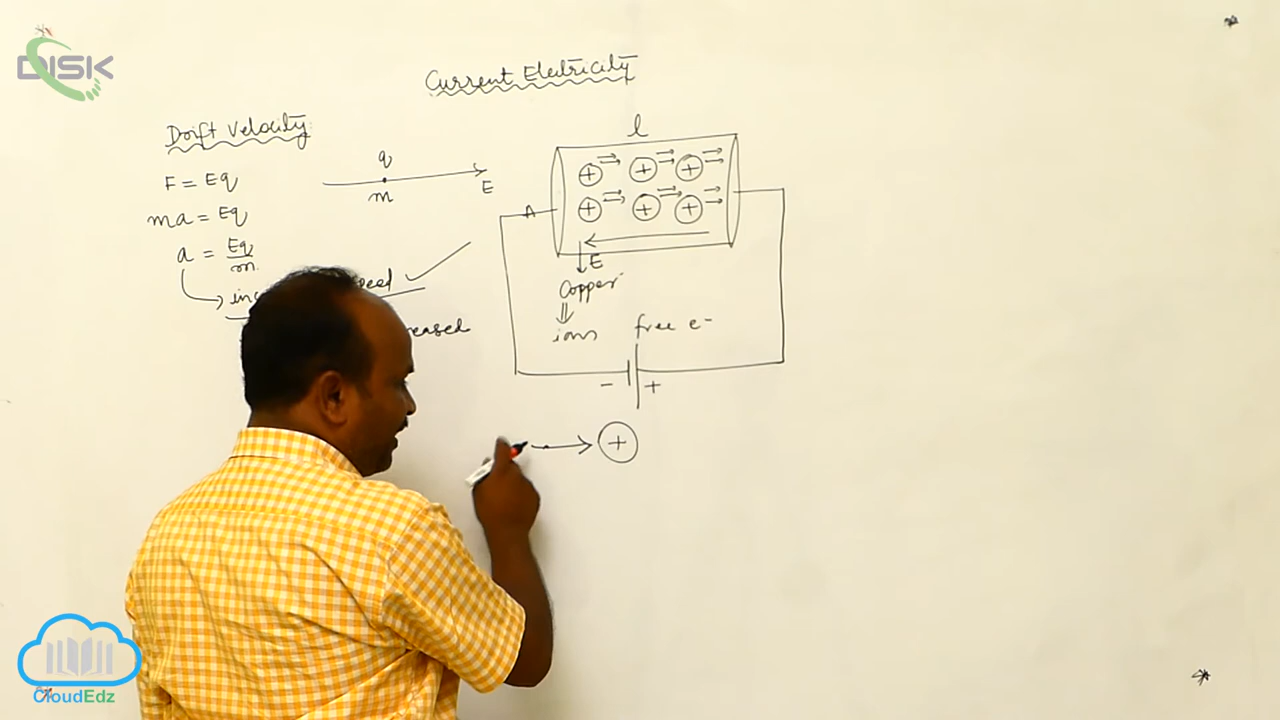 DISK
Current Electricity
Drift Velocity
F = Eq
ma = Eq
a = Eq/m
q
m
E
l
+ + +
+ + +
A
E
Copper
⇓
ions
free e-
- +
+
CloudEdz